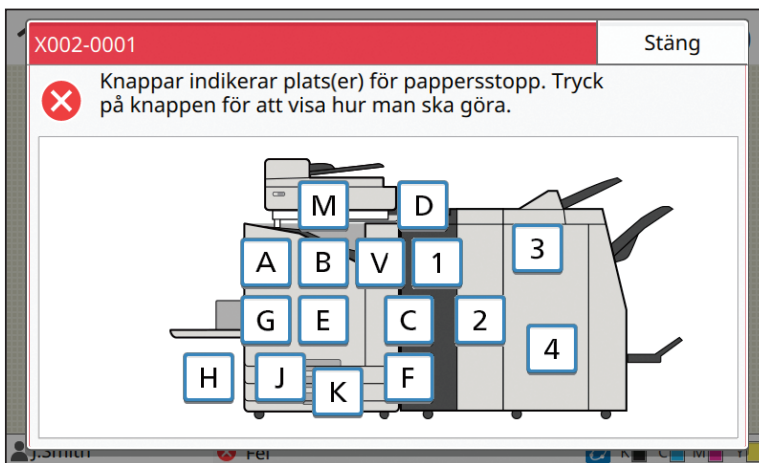 X002-0001
Stäng
Knappar indikerar plats(er) för pappersstopp. Tryck
på knappen för att visa hur man ska göra.
M D
A B V 1 3
G E C 2 4
H J K F
J.Smith Fel K C M Y